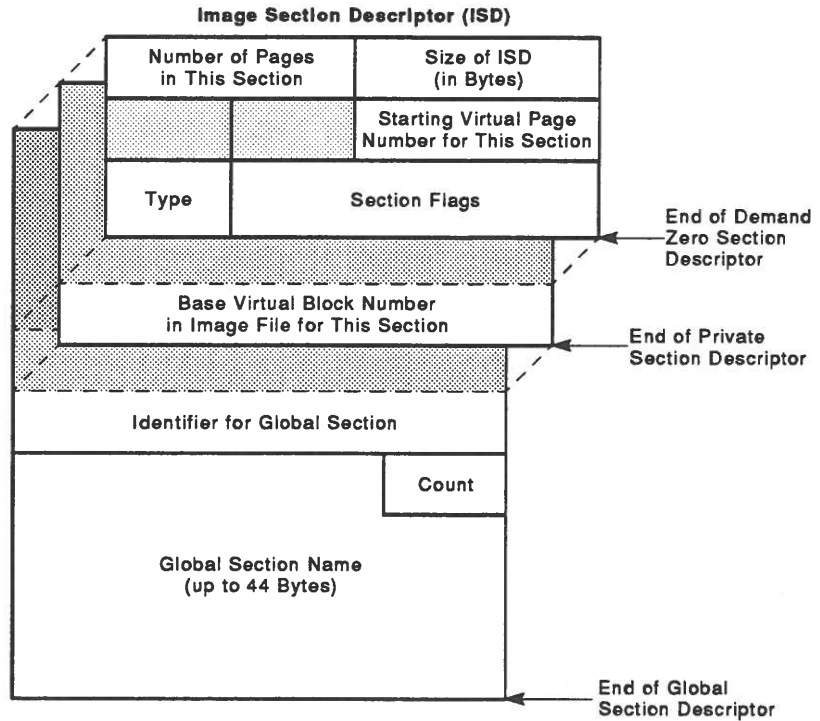 Image Section Descriptor (ISD)
Number of Pages
in This Section
Size of ISD
(in Bytes)
Starting Virtual Page
Number for This Section
Type
Section Flags
End of Demand
Zero Section
Descriptor
Base Virtual Block Number
in Image File for This Section
End of Private
Section Descriptor
Identifier for Global Section
Count
Global Section Name
(up to 44 Bytes)
End of Global
Section Descriptor